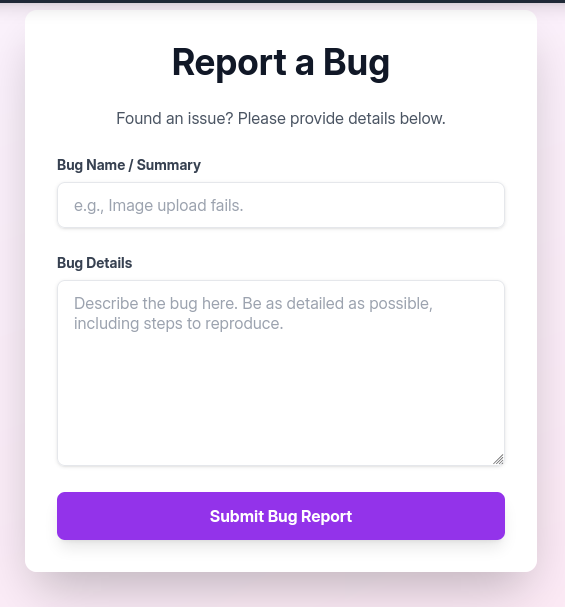 Report a Bug
Found an issue? Please provide details below.
Bug Name / Summary
e.g., Image upload fails.
Bug Details
Describe the bug here. Be as detailed as possible,
including steps to reproduce.
Submit Bug Report